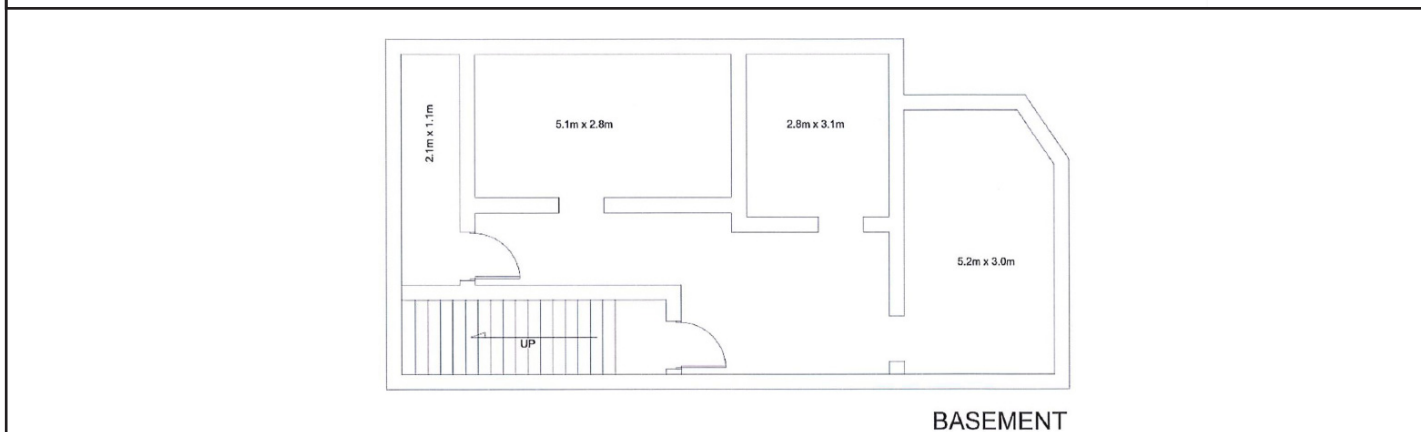 2.1m x 1.1m
5.1m x 2.8m
2.8m x 3.1m
5.2m x 3.0m
UP
BASEMENT